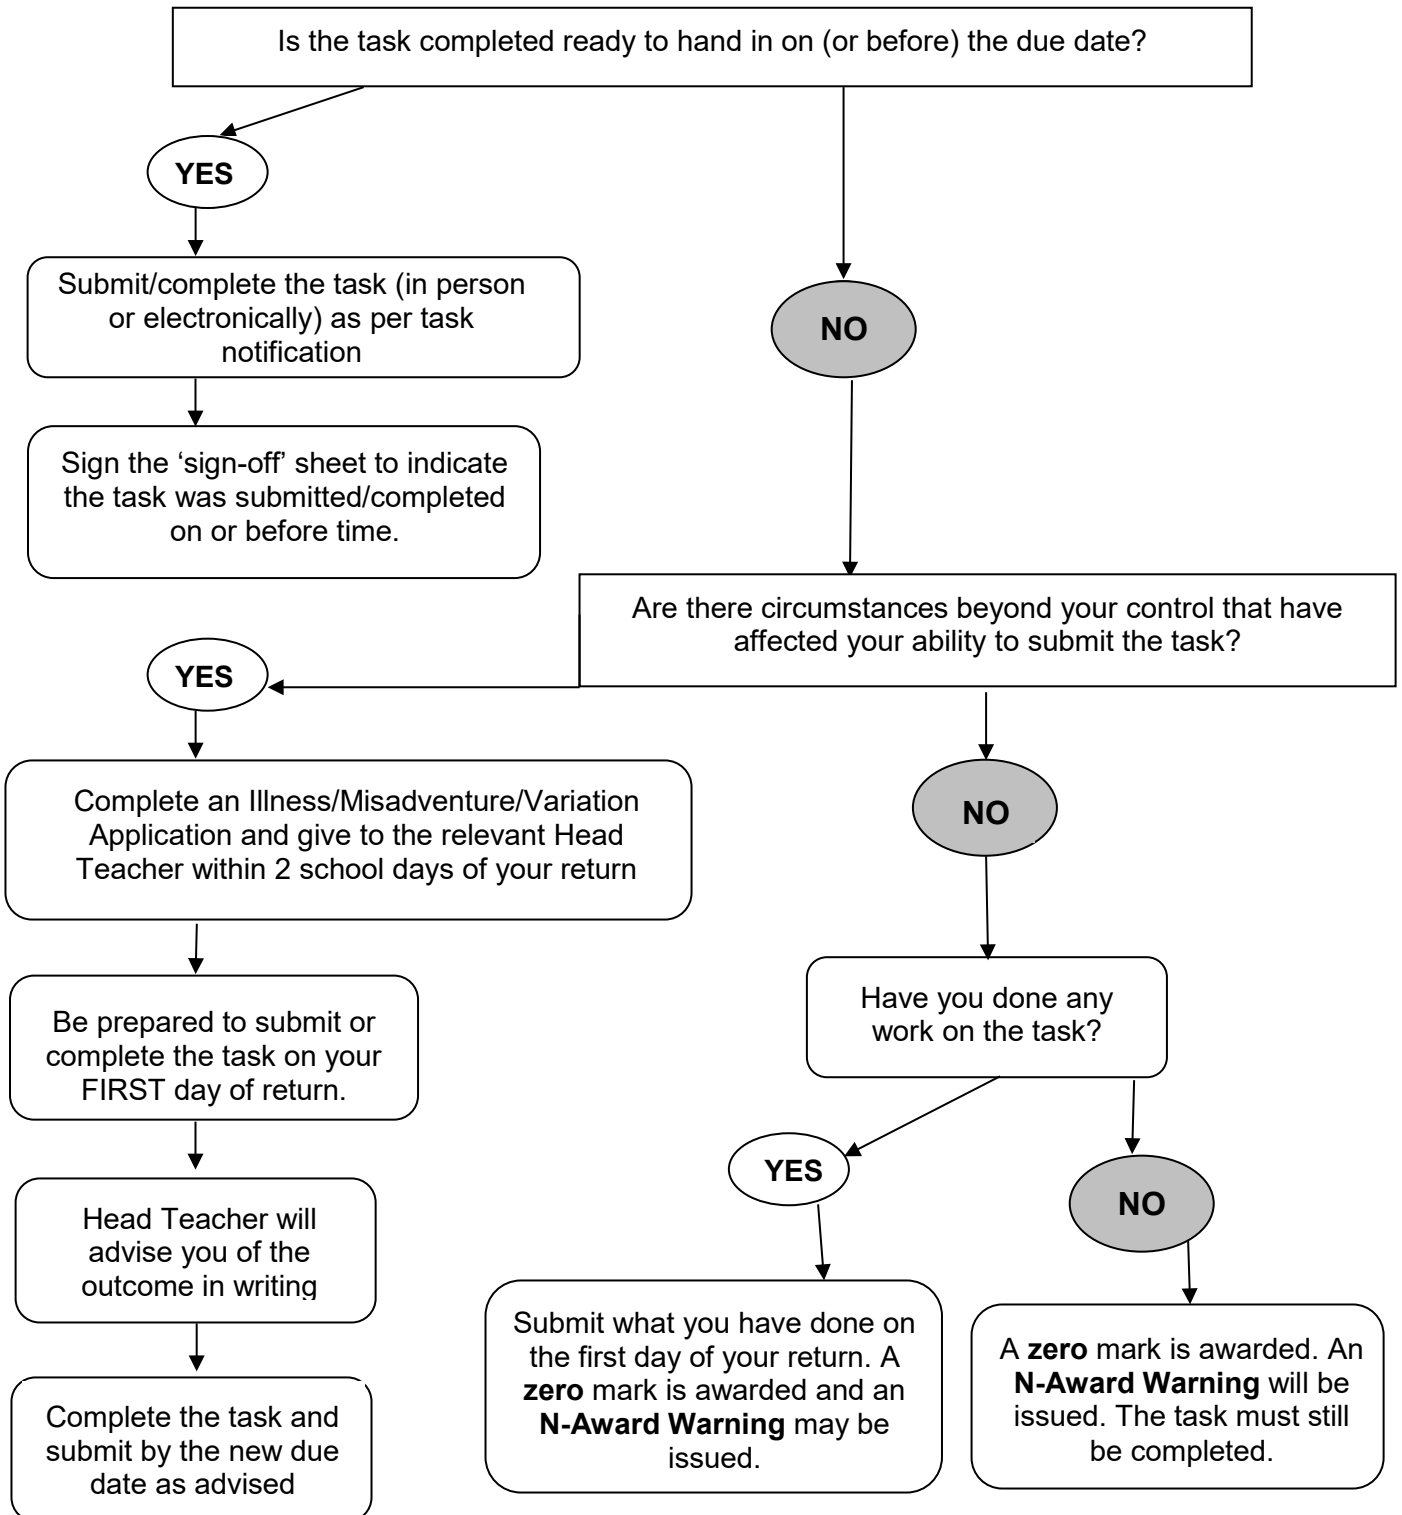 Is the task completed ready to hand in on (or before) the due date?
YES
Submit/complete the task (in person
or electronically) as per task
notification
NO
Sign the ‘sign-off’ sheet to indicate
the task was submitted/completed
on or before time.
Are there circumstances beyond your control that have
affected your ability to submit the task?
YES
Complete an Illness/Misadventure/Variation
Application and give to the relevant Head
Teacher within 2 school days of your return
NO
Be prepared to submit or
complete the task on your
FIRST day of return.
Have you done any
work on the task?
YES
NO
Head Teacher will
advise you of the
outcome in writing
Submit what you have done on
the first day of your return. A
zero mark is awarded and an
N-Award Warning may be
issued.
A zero mark is awarded. An
N-Award Warning will be
issued. The task must still
be completed.
Complete the task and
submit by the new due
date as advised